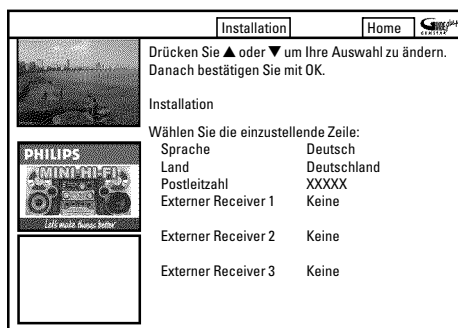 Installation
Home
GUIDE Plus+
GEMSTAR
Drücken Sie ▲ oder ▼ um Ihre Auswahl zu ändern.
Danach bestätigen Sie mit OK.
Installation
Wählen Sie die einzustellende Zeile:
Sprache Deutsch
Land Deutschland
Postleitzahl XXXXX
Externer Receiver 1 Keine
Externer Receiver 2 Keine
Externer Receiver 3 Keine
PHILIPS
MINI-HI-FI
Let's make things better